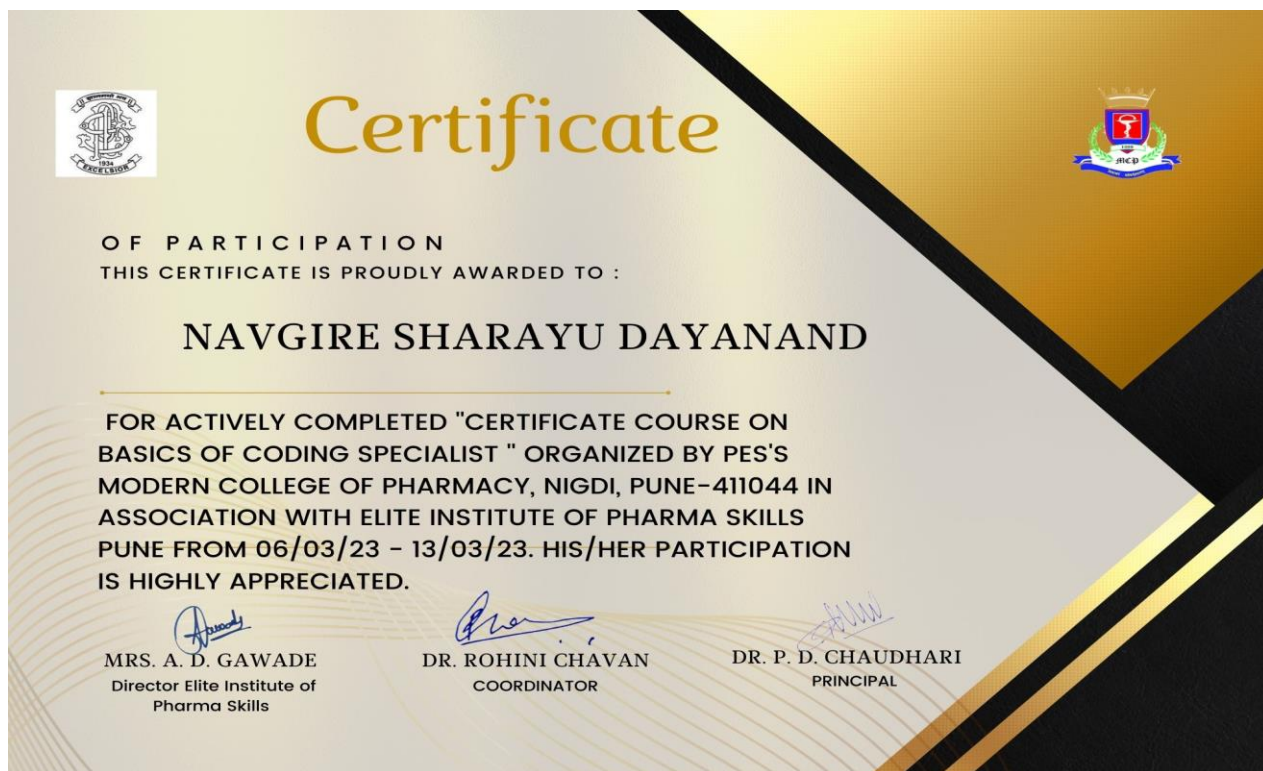 1934
EXCELSIOR
Certificate
MCP
OF PARTICIPATION
THIS CERTIFICATE IS PROUDLY AWARDED TO :
NAVGIRE SHARAYU DAYANAND
FOR ACTIVELY COMPLETED "CERTIFICATE COURSE ON
BASICS OF CODING SPECIALIST " ORGANIZED BY PES'S
MODERN COLLEGE OF PHARMACY, NIGDI, PUNE-411044 IN
ASSOCIATION WITH ELITE INSTITUTE OF PHARMA SKILLS
PUNE FROM 06/03/23 - 13/03/23. HIS/HER PARTICIPATION
IS HIGHLY APPRECIATED.
MRS. A. D. GAWADE
Director Elite Institute of
Pharma Skills
DR. ROHINI CHAVAN
COORDINATOR
DR. P. D. CHAUDHARI
PRINCIPAL